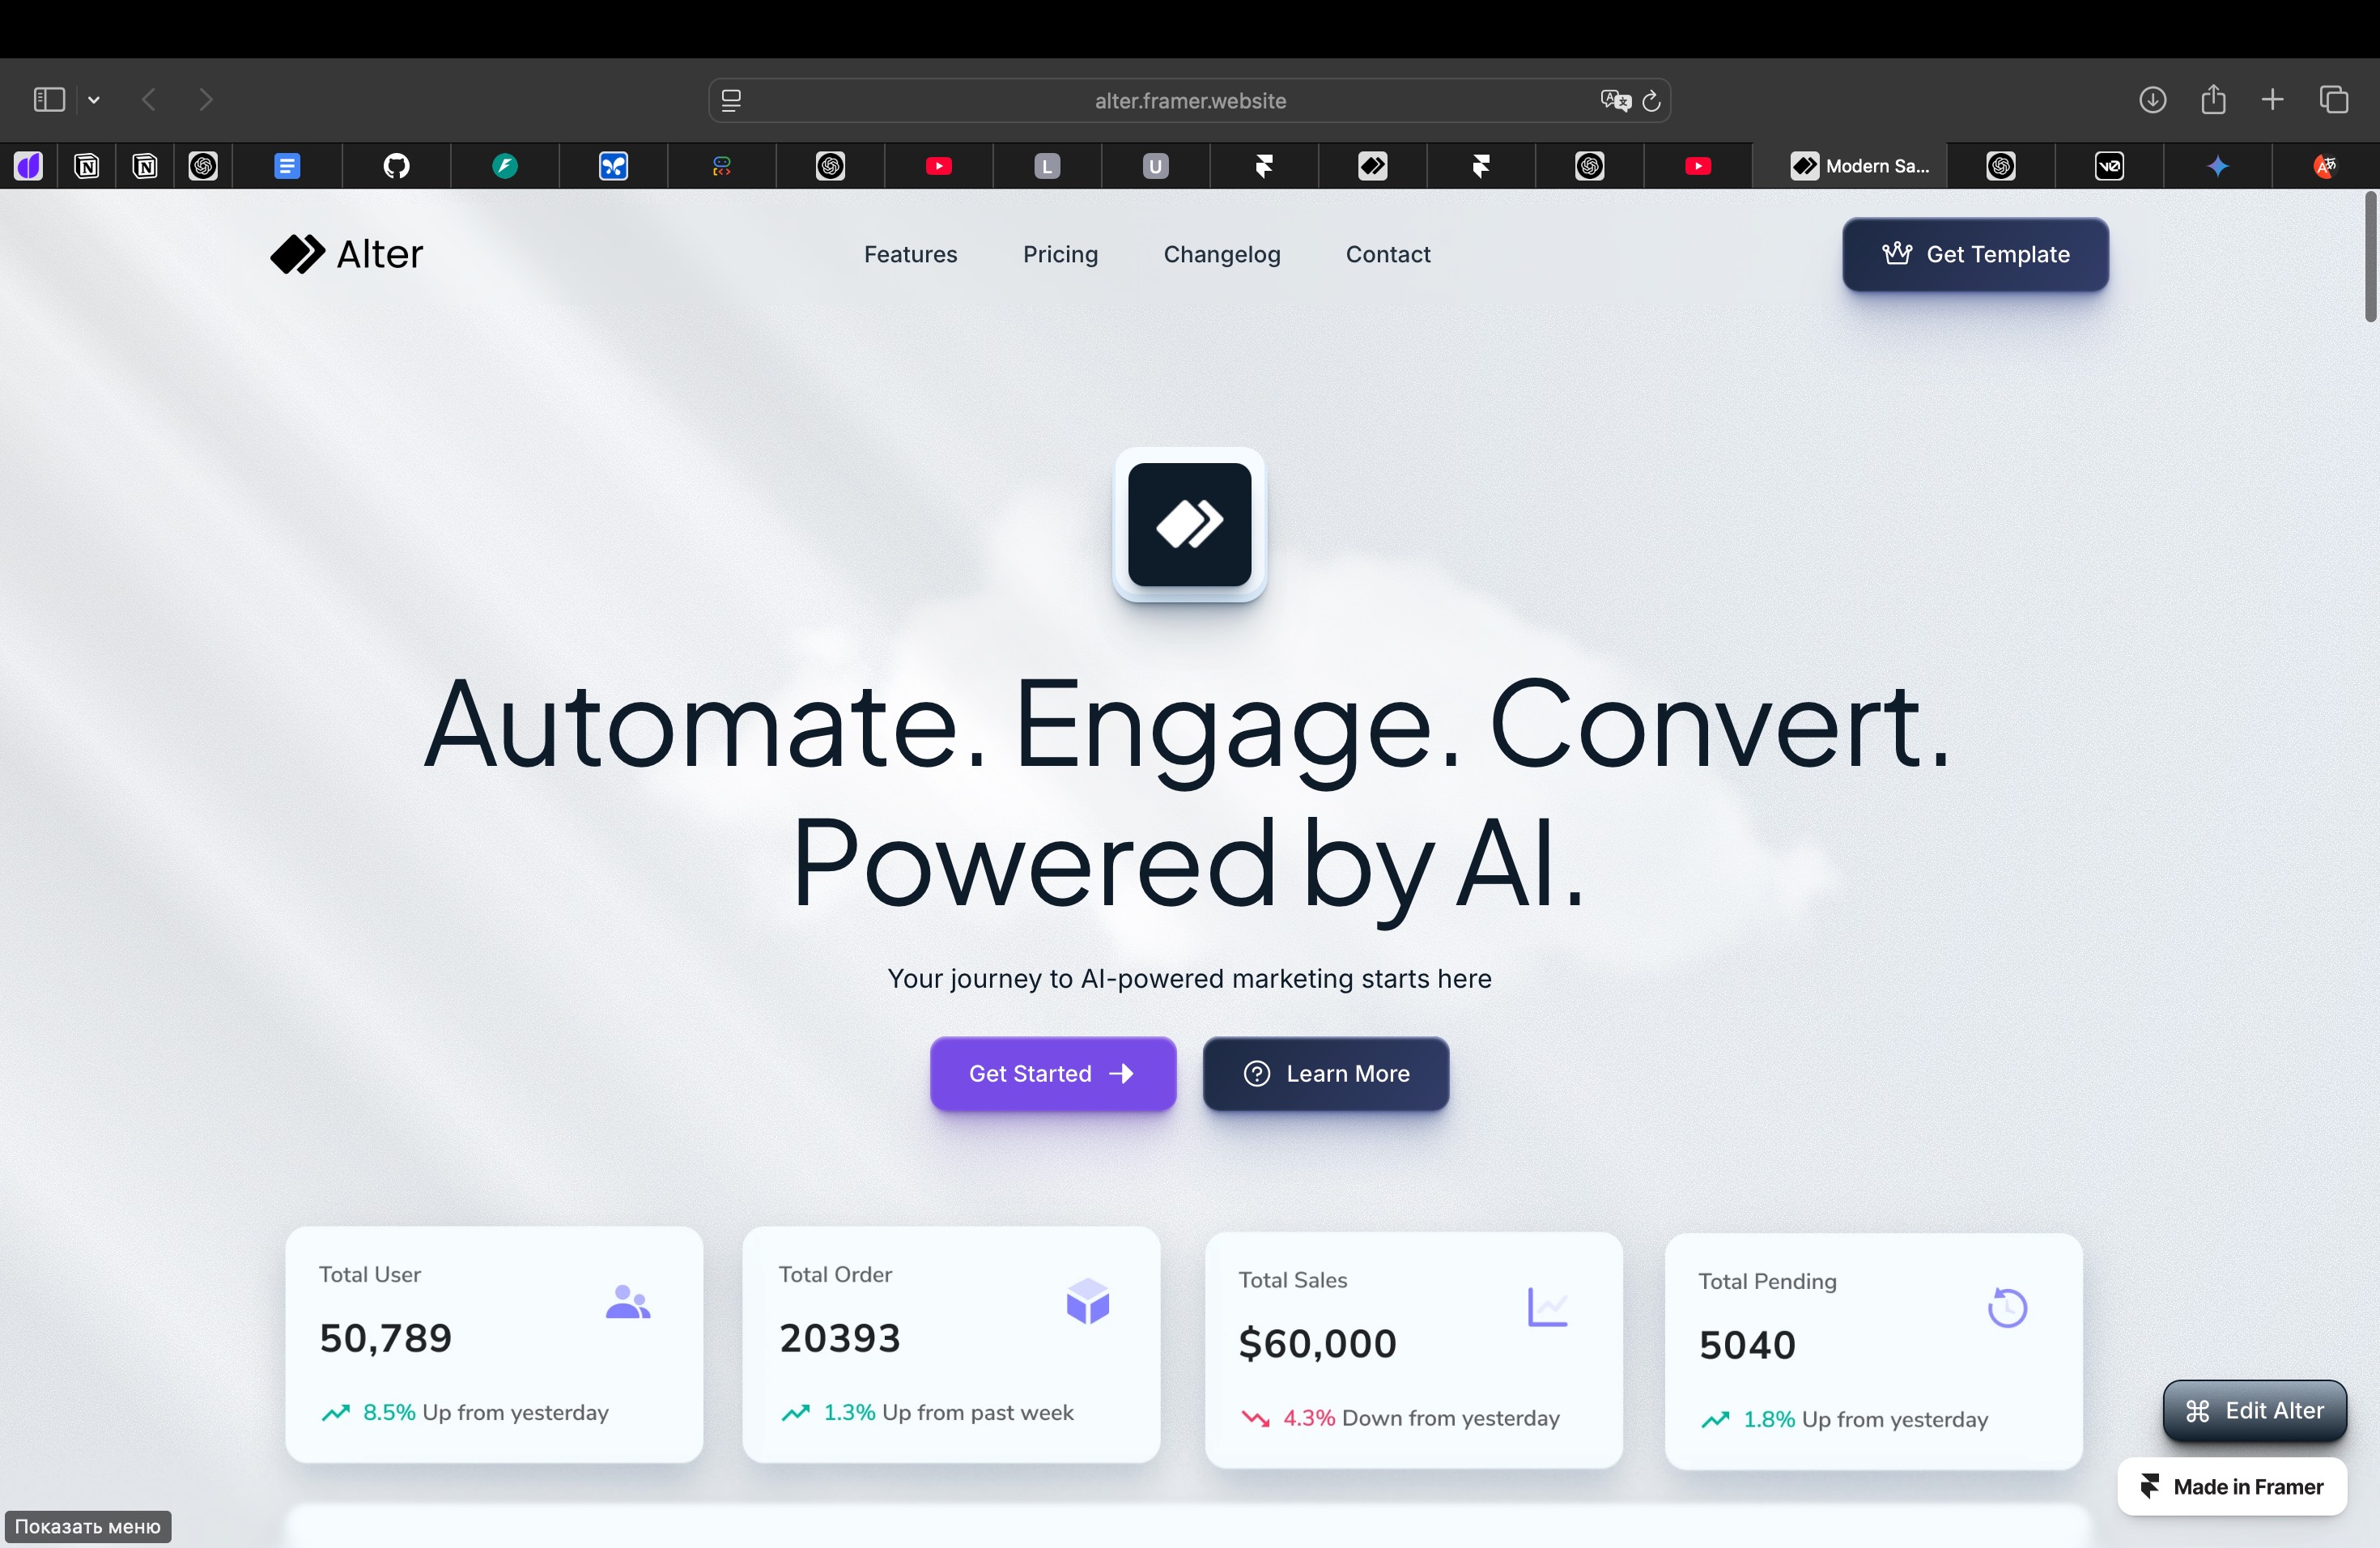 alter.framer.website
L
U
Modern Sa...
Alter
Features
Pricing
Changelog
Contact
Get Template
Automate. Engage. Convert.
Powered by AI.
Your journey to AI-powered marketing starts here
Get Started
Learn More
Total User
50,789
8.5% Up from yesterday
Total Order
20393
1.3% Up from past week
Total Sales
$60,000
4.3% Down from yesterday
Total Pending
5040
1.8% Up from yesterday
Edit Alter
Made in Framer
Показать меню